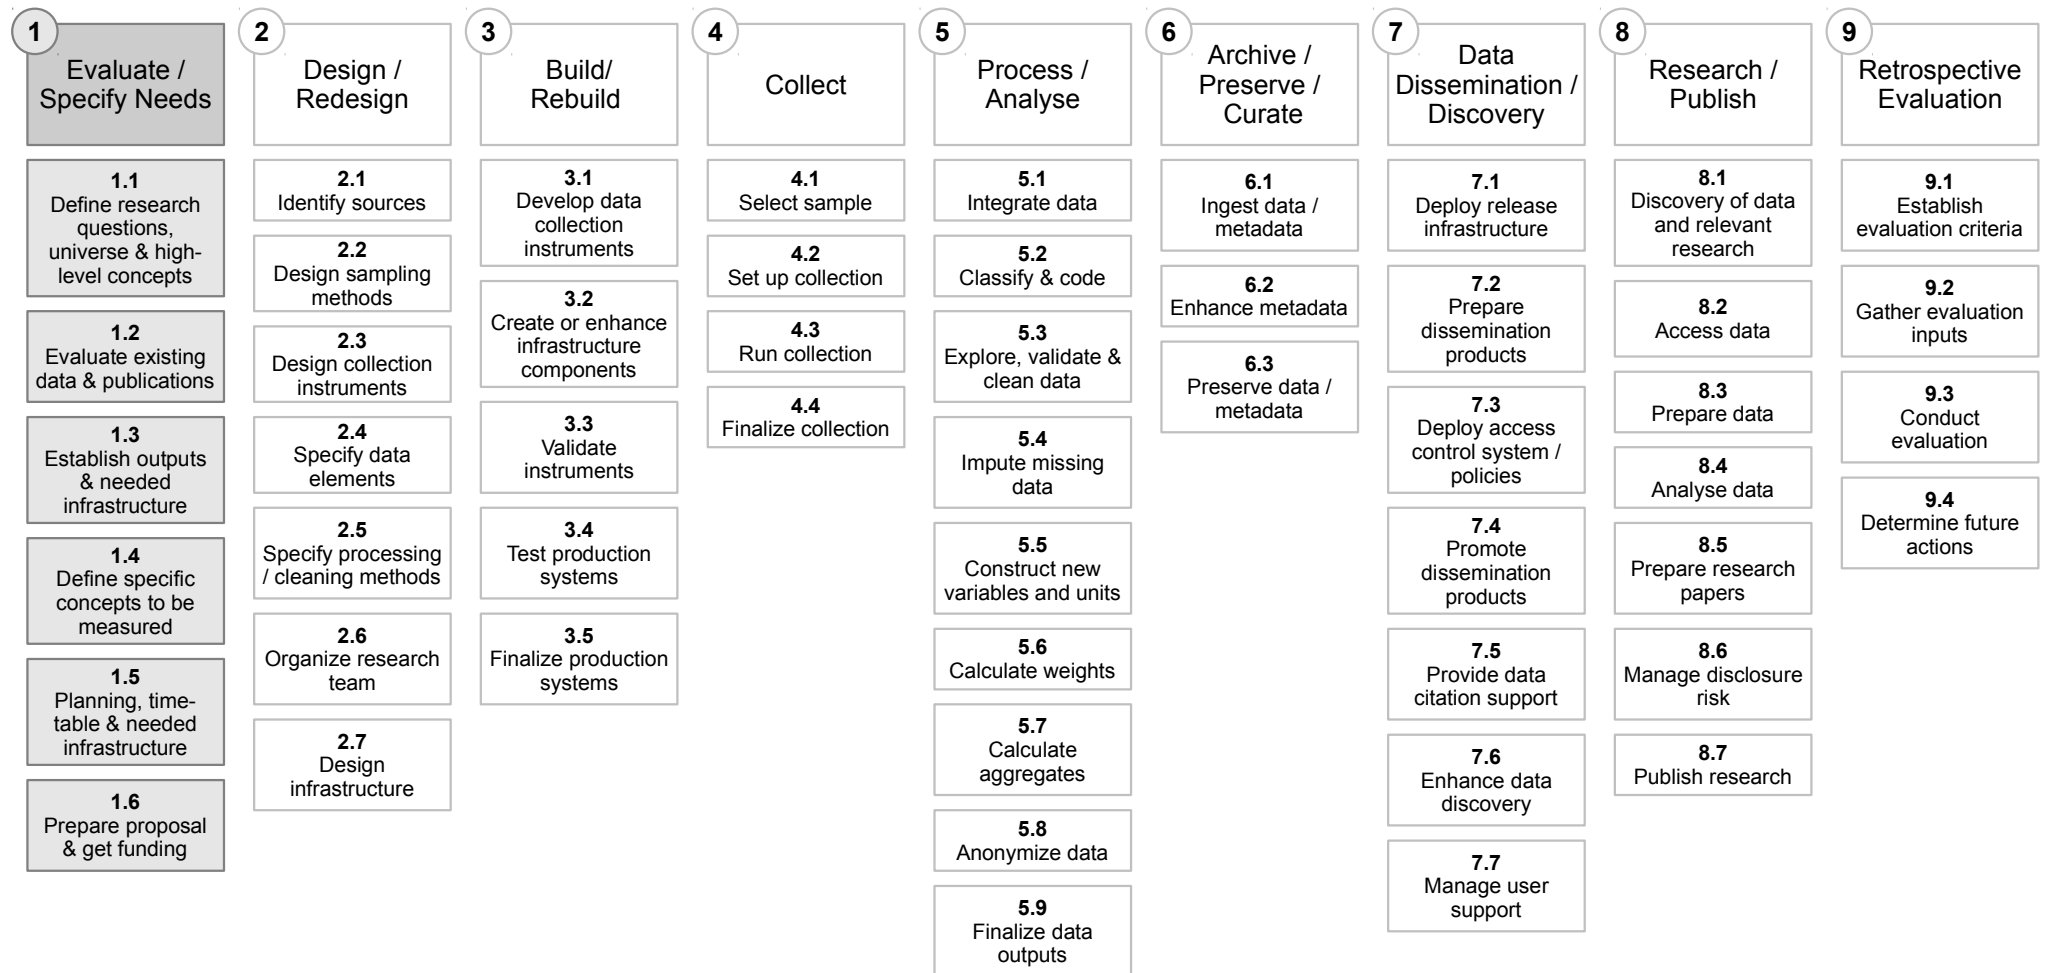 1
Evaluate /
Specify Needs
1.1
Define research
questions,
universe & high-
level concepts
1.2
Evaluate existing
data & publications
1.3
Establish outputs
& needed
infrastructure
1.4
Define specific
concepts to be
measured
1.5
Planning, time-
table & needed
infrastructure
1.6
Prepare proposal
& get funding
2
Design /
Redesign
2.1
Identify sources
2.2
Design sampling
methods
2.3
Design collection
instruments
2.4
Specify data
elements
2.5
Specify processing
/ cleaning methods
2.6
Organize research
team
2.7
Design
infrastructure
3
Build/
Rebuild
3.1
Develop data
collection
instruments
3.2
Create or enhance
infrastructure
components
3.3
Validate
instruments
3.4
Test production
systems
3.5
Finalize production
systems
4
Collect
4.1
Select sample
4.2
Set up collection
4.3
Run collection
4.4
Finalize collection
5
Process /
Analyse
5.1
Integrate data
5.2
Classify & code
5.3
Explore, validate &
clean data
5.4
Impute missing
data
5.5
Construct new
variables and units
5.6
Calculate weights
5.7
Calculate
aggregates
5.8
Anonymize data
5.9
Finalize data
outputs
6
Archive /
Preserve /
Curate
6.1
Ingest data /
metadata
6.2
Enhance metadata
6.3
Preserve data /
metadata
7
Data
Dissemination /
Discovery
7.1
Deploy release
infrastructure
7.2
Prepare
dissemination
products
7.3
Deploy access
control system /
policies
7.4
Promote
dissemination
products
7.5
Provide data
citation support
7.6
Enhance data
discovery
7.7
Manage user
support
8
Research /
Publish
8.1
Discovery of data
and relevant
research
8.2
Access data
8.3
Prepare data
8.4
Analyse data
8.5
Prepare research
papers
8.6
Manage disclosure
risk
8.7
Publish research
9
Retrospective
Evaluation
9.1
Establish
evaluation criteria
9.2
Gather evaluation
inputs
9.3
Conduct
evaluation
9.4
Determine future
actions